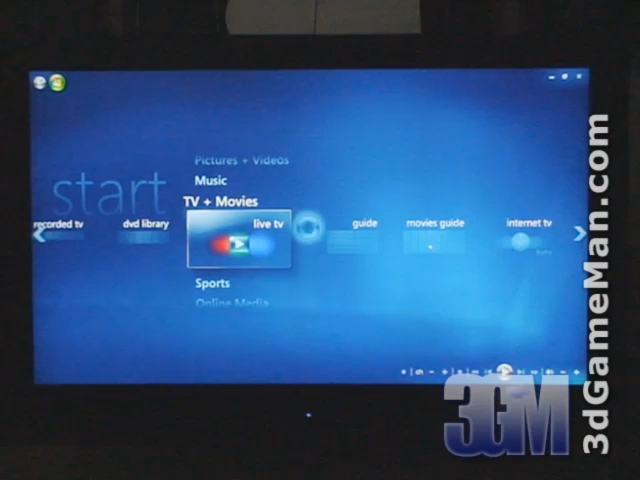 start
Pictures + Videos
Music
TV + Movies
recorded tv
dvd library
live tv
guide
movies guide
internet tv
Sports
Online Media
3GM
3dGameMan.com